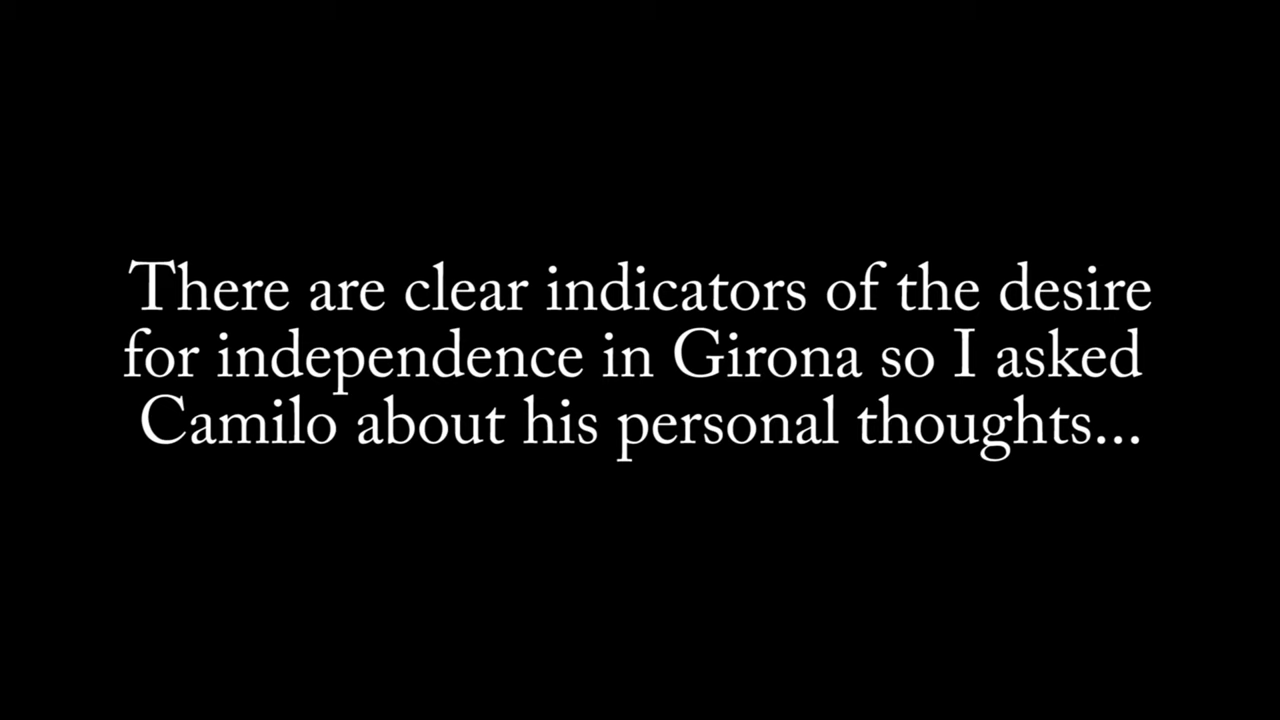 There are clear indicators of the desire
for independence in Girona so I asked
Camilo about his personal thoughts...